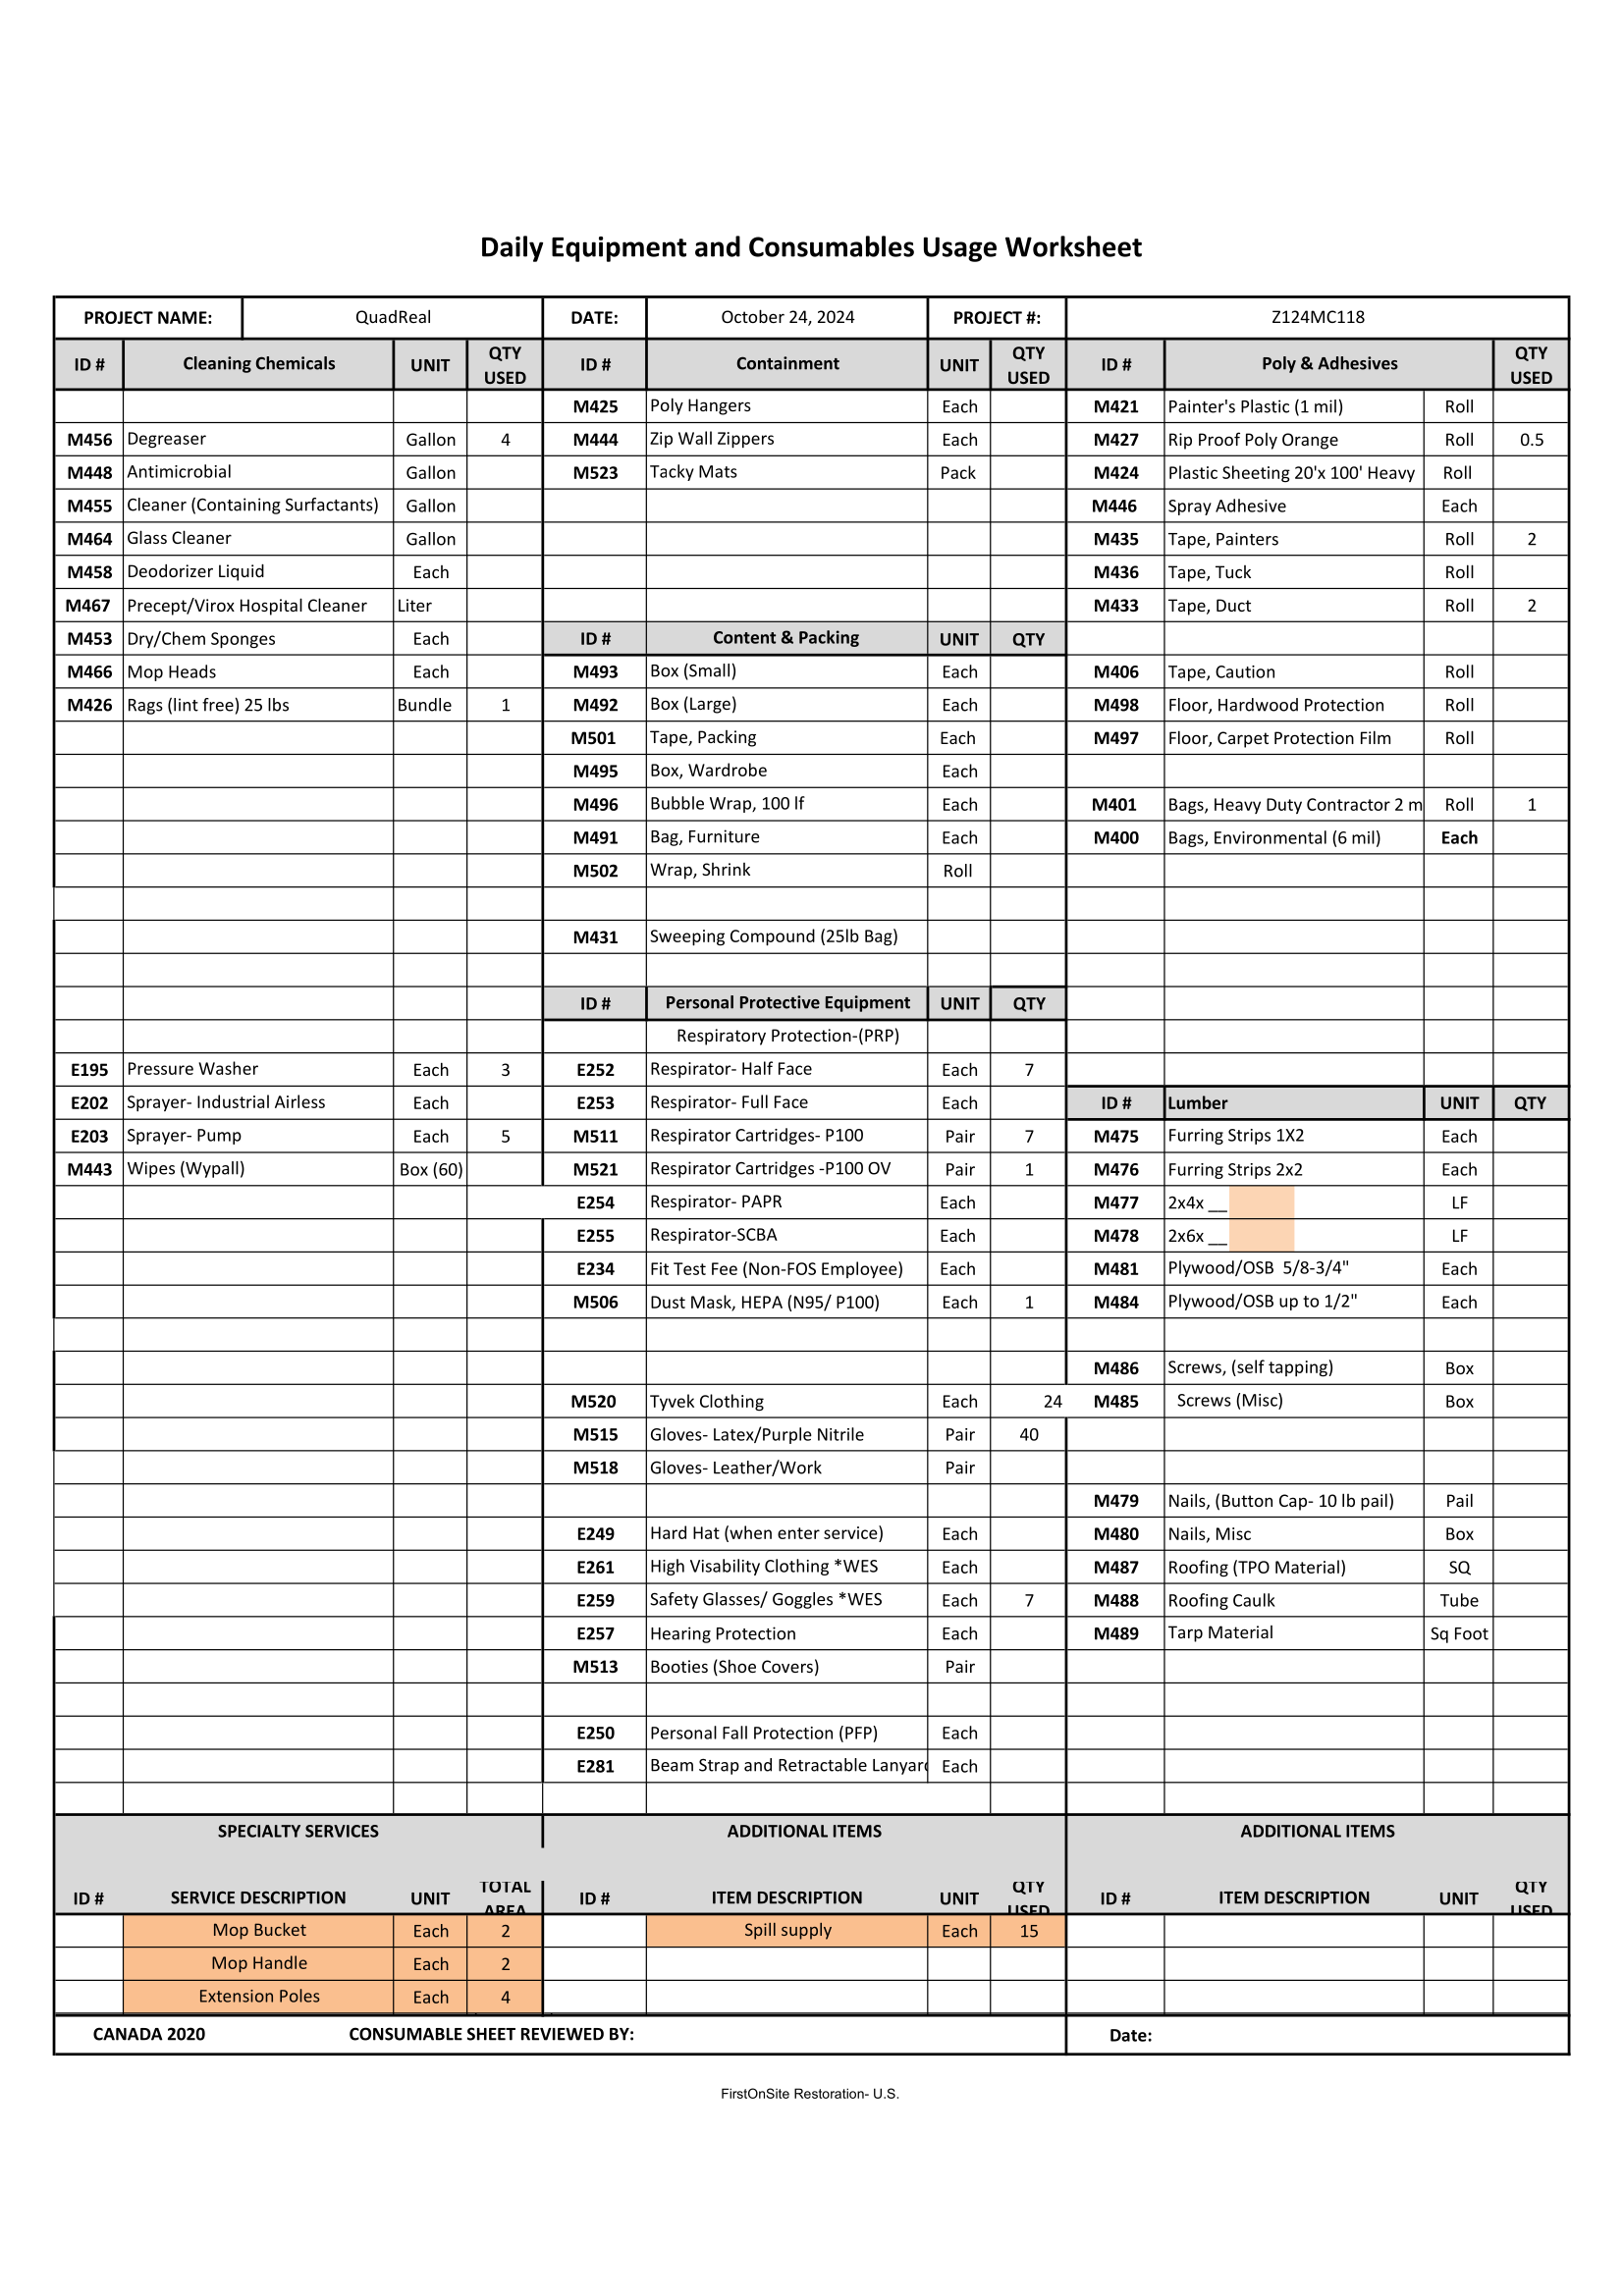 Daily Equipment and Consumables Usage Worksheet
PROJECT NAME: QuadReal DATE: October 24, 2024 PROJECT #: Z124MC118
ID # Cleaning Chemicals UNIT QTY USED ID # Containment UNIT QTY USED ID # Poly & Adhesives QTY USED
M425 Poly Hangers Each M421 Painter's Plastic (1 mil) Roll
M456 Degreaser Gallon 4 M444 Zip Wall Zippers Each M427 Rip Proof Poly Orange Roll 0.5
M448 Antimicrobial Gallon M523 Tacky Mats Pack M424 Plastic Sheeting 20'x 100' Heavy Roll
M455 Cleaner (Containing Surfactants) Gallon M446 Spray Adhesive Each
M464 Glass Cleaner Gallon M435 Tape, Painters Roll 2
M458 Deodorizer Liquid Each M436 Tape, Tuck Roll
M467 Precept/Virox Hospital Cleaner Liter M433 Tape, Duct Roll 2
M453 Dry/Chem Sponges Each ID # Content & Packing UNIT QTY
M466 Mop Heads Each M493 Box (Small) Each M406 Tape, Caution Roll
M426 Rags (lint free) 25 lbs Bundle 1 M492 Box (Large) Each M498 Floor, Hardwood Protection Roll
M501 Tape, Packing Each M497 Floor, Carpet Protection Film Roll
M495 Box, Wardrobe Each
M496 Bubble Wrap, 100 lf Each M401 Bags, Heavy Duty Contractor 2 m Roll 1
M491 Bag, Furniture Each M400 Bags, Environmental (6 mil) Each
M502 Wrap, Shrink Roll
M431 Sweeping Compound (25lb Bag)
ID # Personal Protective Equipment UNIT QTY
Respiratory Protection-(PRP)
E195 Pressure Washer Each 3 E252 Respirator- Half Face Each 7
E202 Sprayer- Industrial Airless Each E253 Respirator- Full Face Each ID # Lumber UNIT QTY
E203 Sprayer- Pump Each 5 M511 Respirator Cartridges- P100 Pair 7 M475 Furring Strips 1X2 Each
M443 Wipes (Wypall) Box (60) M521 Respirator Cartridges -P100 OV Pair 1 M476 Furring Strips 2x2 Each
E254 Respirator- PAPR Each M477 2x4x __ LF
E255 Respirator-SCBA Each M478 2x6x __ LF
E234 Fit Test Fee (Non-FOS Employee) Each M481 Plywood/OSB 5/8-3/4" Each
M506 Dust Mask, HEPA (N95/ P100) Each 1 M484 Plywood/OSB up to 1/2" Each
M486 Screws, (self tapping) Box
M520 Tyvek Clothing Each 24 M485 Screws (Misc) Box
M515 Gloves- Latex/Purple Nitrile Pair 40
M518 Gloves- Leather/Work Pair
M479 Nails, (Button Cap- 10 lb pail) Pail
E249 Hard Hat (when enter service) Each M480 Nails, Misc Box
E261 High Visability Clothing *WES Each M487 Roofing (TPO Material) SQ
E259 Safety Glasses/ Goggles *WES Each 7 M488 Roofing Caulk Tube
E257 Hearing Protection Each M489 Tarp Material Sq Foot
M513 Booties (Shoe Covers) Pair
E250 Personal Fall Protection (PFP) Each
E281 Beam Strap and Retractable Lanyard Each
SPECIALTY SERVICES ADDITIONAL ITEMS ADDITIONAL ITEMS
ID # SERVICE DESCRIPTION UNIT TOTAL AREA ID # ITEM DESCRIPTION UNIT QTY USED ID # ITEM DESCRIPTION UNIT QTY USED
Mop Bucket Each 2 Spill supply Each 15
Mop Handle Each 2
Extension Poles Each 4
CANADA 2020 CONSUMABLE SHEET REVIEWED BY: Date:
FirstOnSite Restoration- U.S.